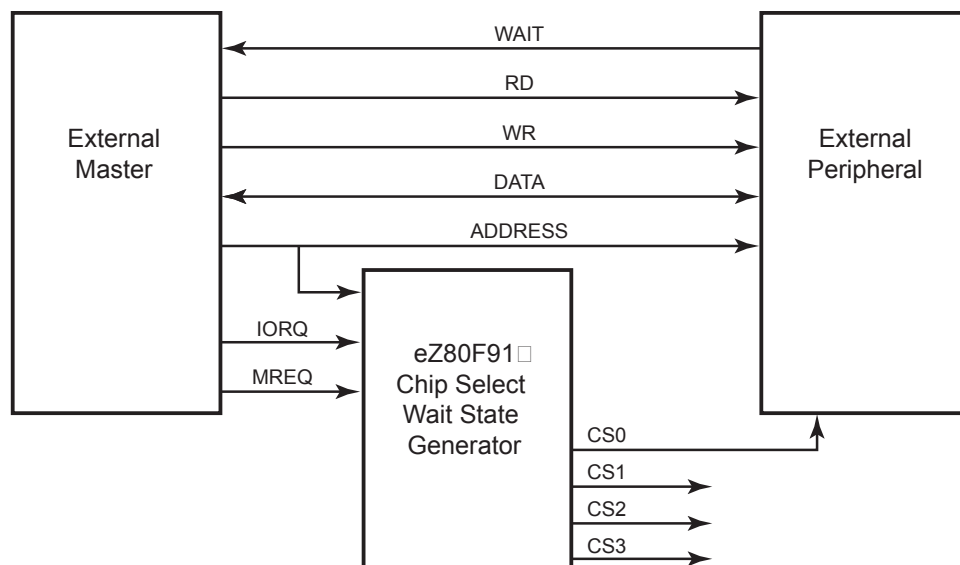 WAIT
RD
External
Master
WR
External
Peripheral
DATA
ADDRESS
IORQ
MREQ
eZ80F91□
Chip Select
Wait State
Generator
CS0
CS1
CS2
CS3